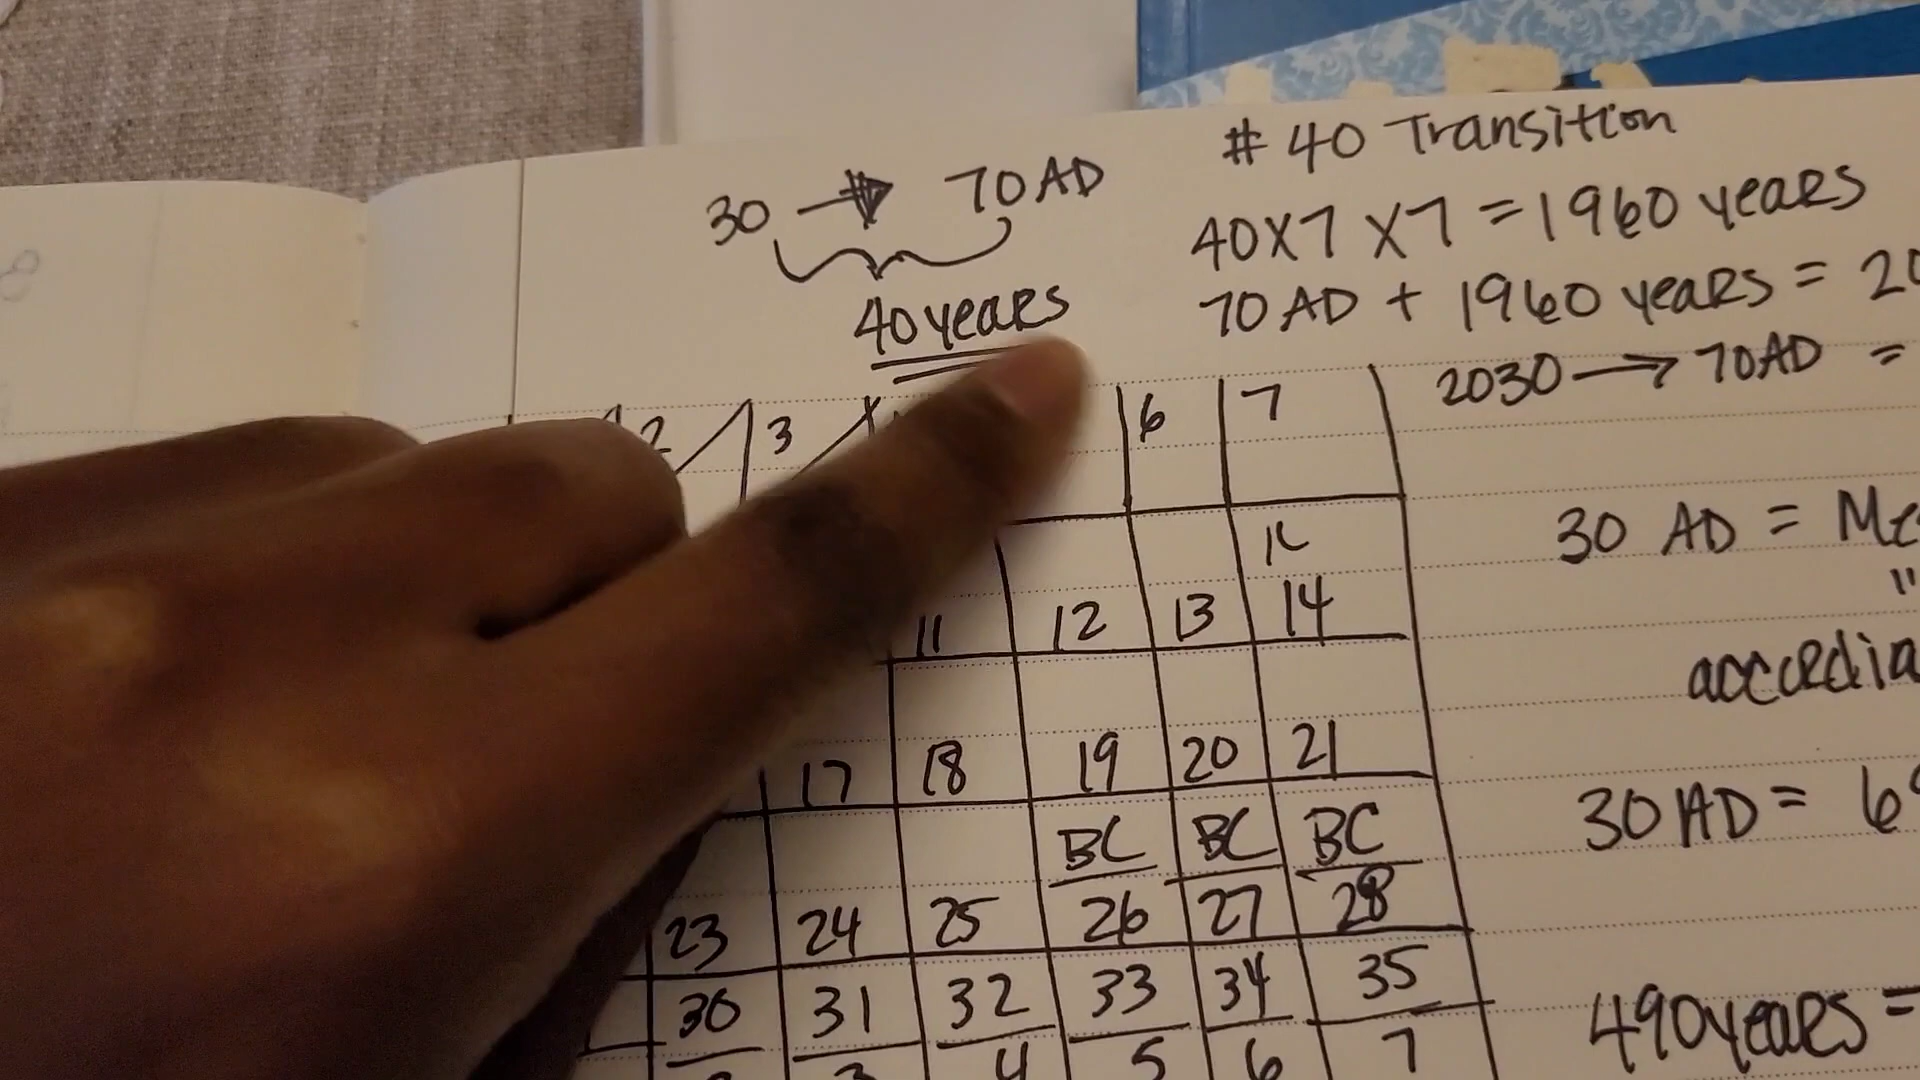 # 40 Transition
30 → 70 AD
40 years
40 X 7 X 7 = 1960 years
70 AD + 1960 years = 20
2030 → 70 AD =
2 3 6 7
11 12 13 14
17 18 19 20 21
BC BC BC
23 24 25 26 27 28
30 31 32 33 34 35
4 5 6 7
30 AD =
30 AD = 6
490 years =